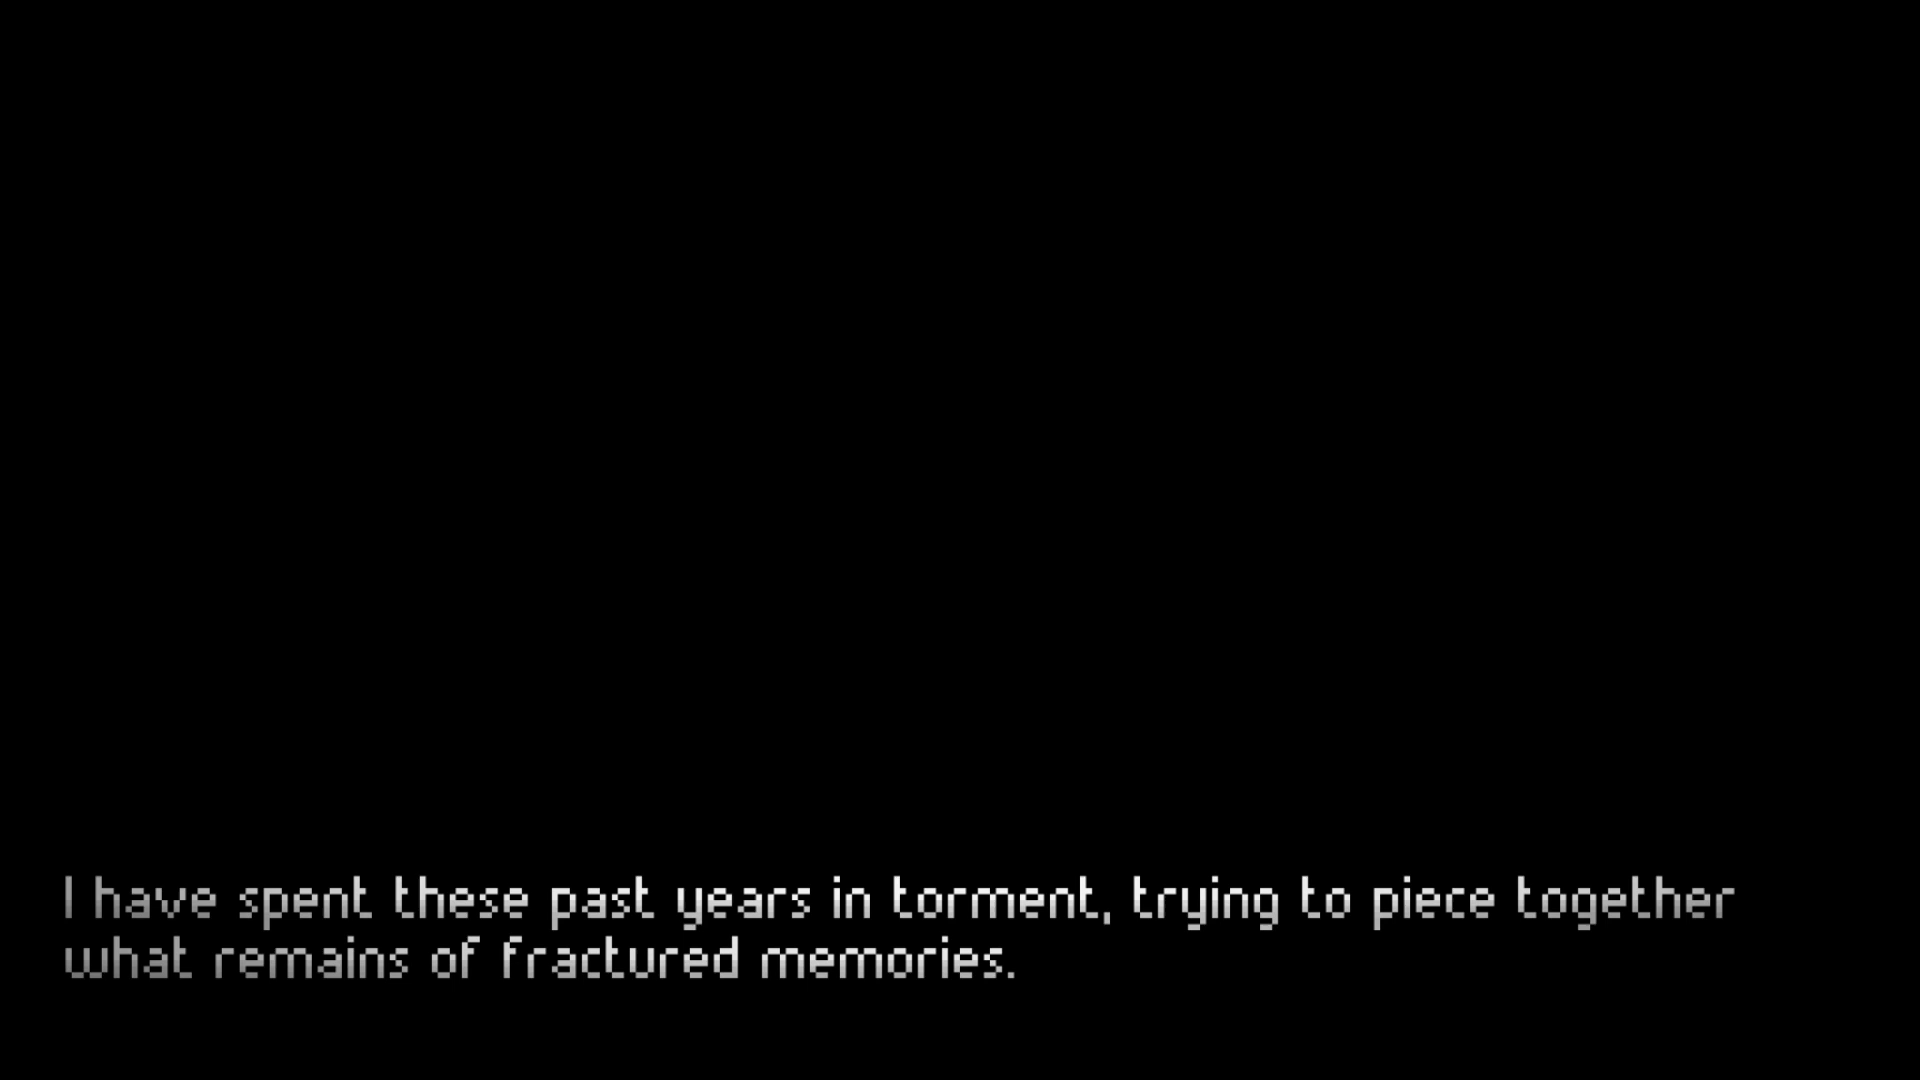 I have spent these past years in torment, trying to piece together
what remains of fractured memories.